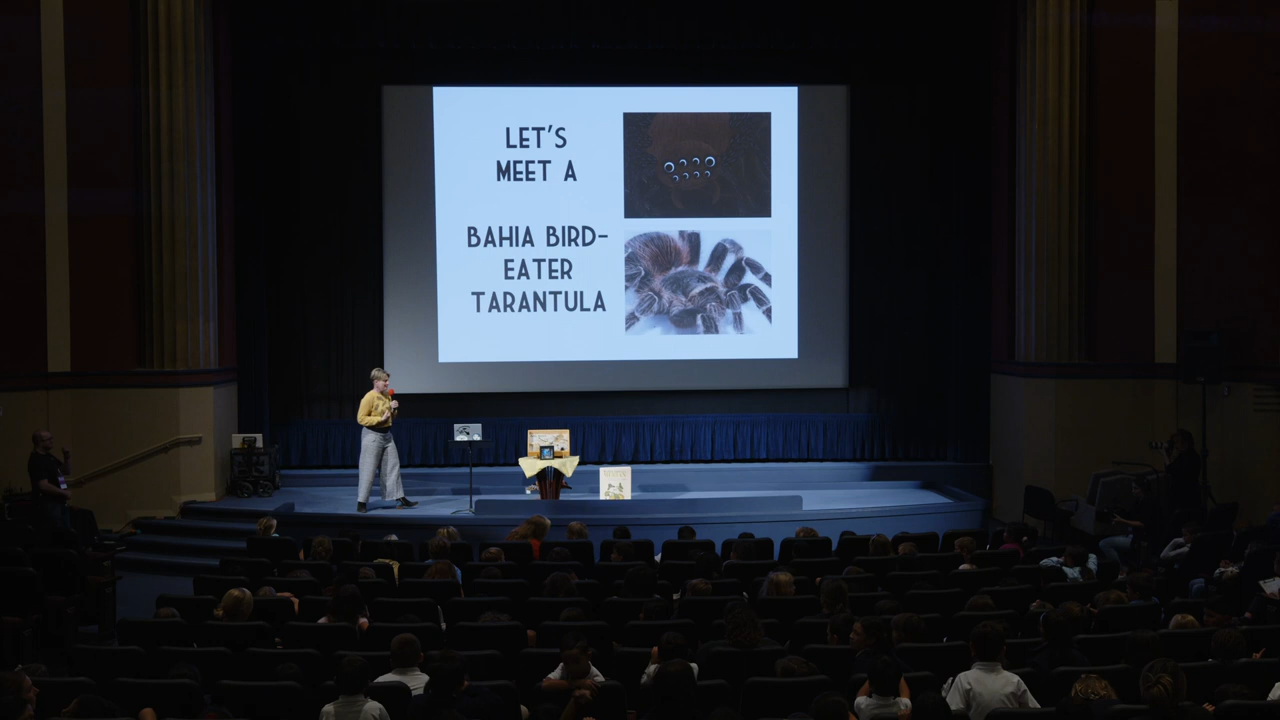 LET'S
MEET A
BAHIA BIRD-
EATER
TARANTULA